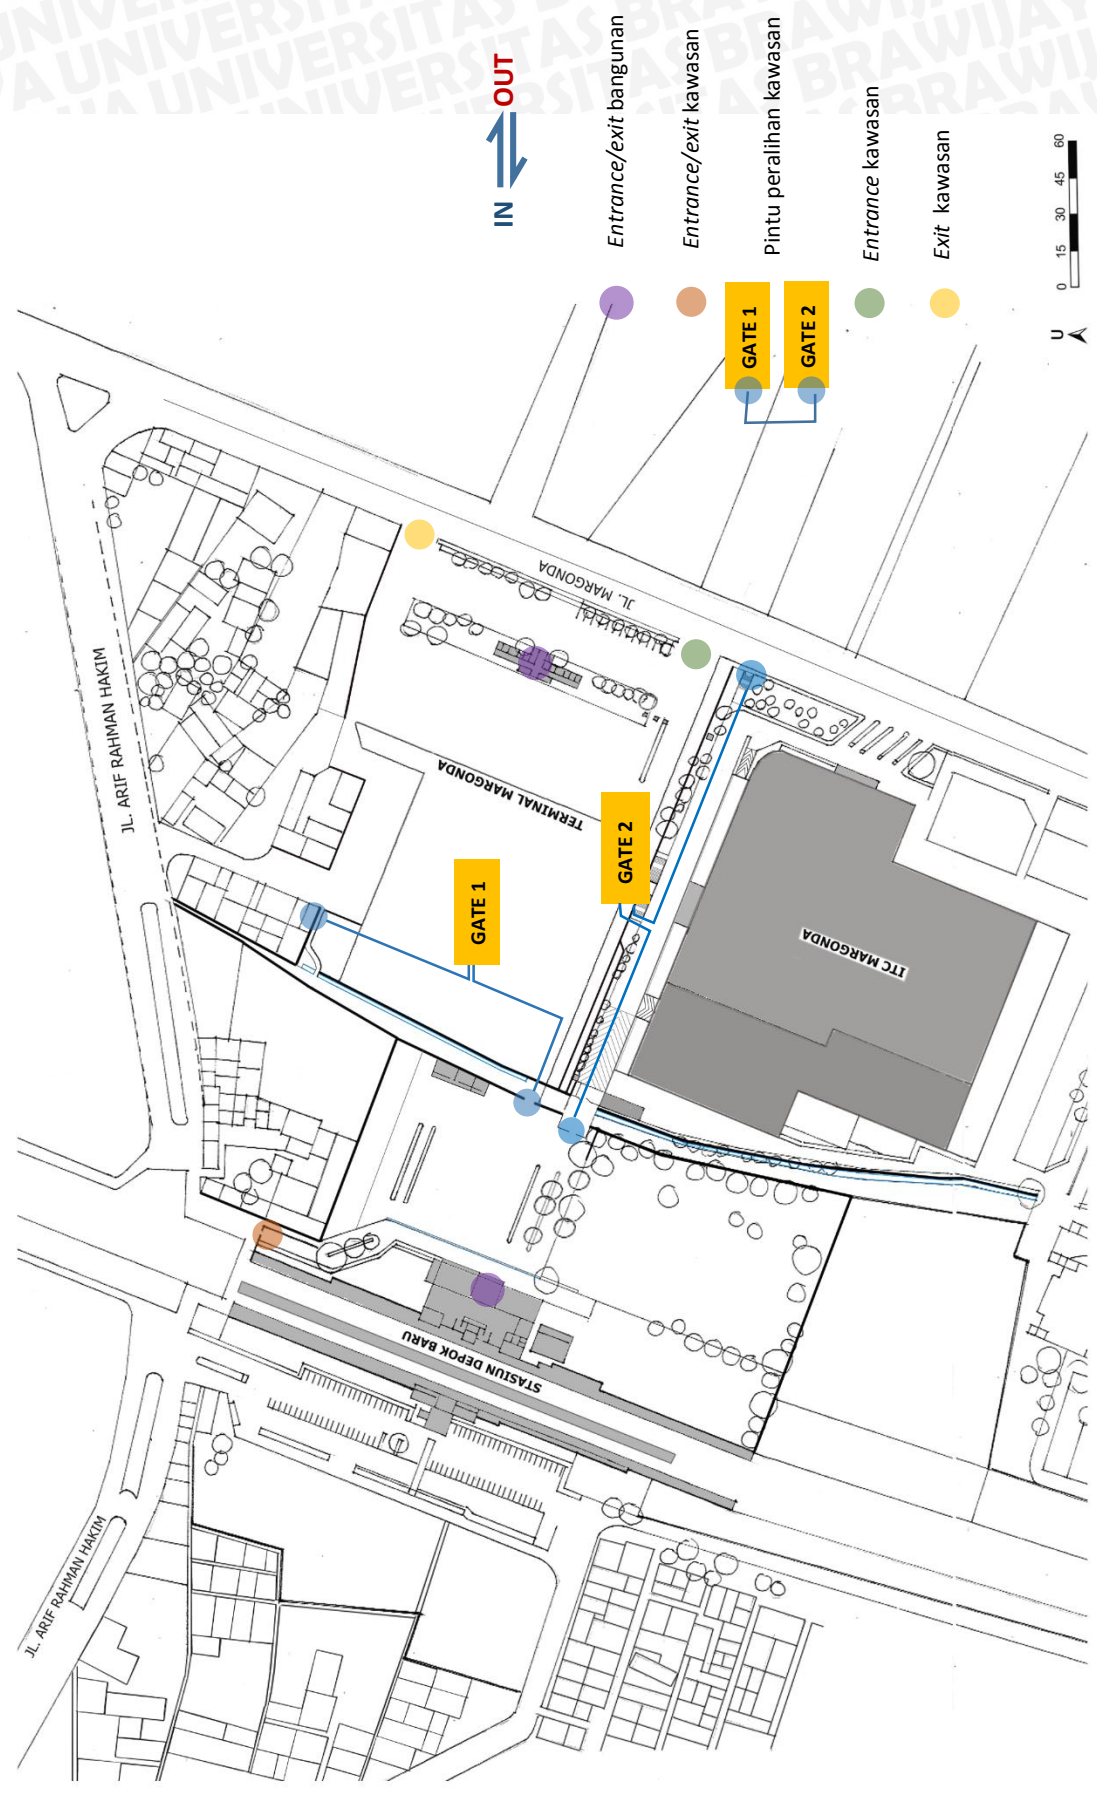 UNIVERSITAS BRAWIJAYA
IN OUT
Entrance/exit bangunan
Entrance/exit kawasan
GATE 1
GATE 2
Pintu peralihan kawasan
Entrance kawasan
Exit kawasan
U
0 15 30 45 60
JL. ARIF RAHMAN HAKIM
JL. MARGONDA
TERMINAL MARGONDA
GATE 1
GATE 2
ITC MARGONDA
STASIUN DEPOK BARU
JL. ARIF RAHMAN HAKIM